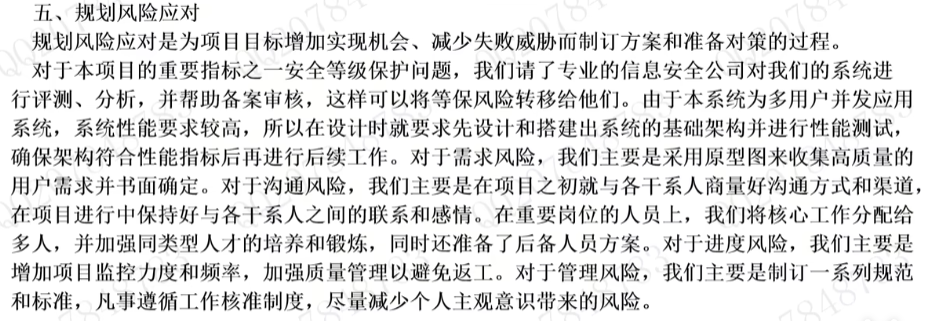 五、规划风险应对
规划风险应对是为项目目标增加实现机会、减少失败威胁而制订方案和准备对策的过程。
对于本项目的重要指标之一安全等级保护问题，我们请了专业的信息安全公司对我们的系统进
行评测、分析，并帮助备案审核，这样可以将等保风险转移给他们。由于本系统为多用户并发应用
系统，系统性能要求较高，所以在设计时就要求先设计和搭建出系统的基础架构并进行性能测试，
确保架构符合性能指标后再进行后续工作。对于需求风险，我们主要是采用原型图来收集高质量的
用户需求并书面确定。对于沟通风险，我们主要是在项目之初就与各干系人商量好沟通方式和渠道，
在项目进行中保持好与各干系人之间的联系和感情。在重要岗位的人员上，我们将核心工作分配给
多人，并加强同类型人才的培养和锻炼，同时还准备了后备人员方案。对于进度风险，我们主要是
增加项目监控力度和频率，加强质量管理以避免返工。对于管理风险，我们主要是制订一系列规范
和标准，凡事遵循工作核准制度，尽量减少个人主观意识带来的风险。